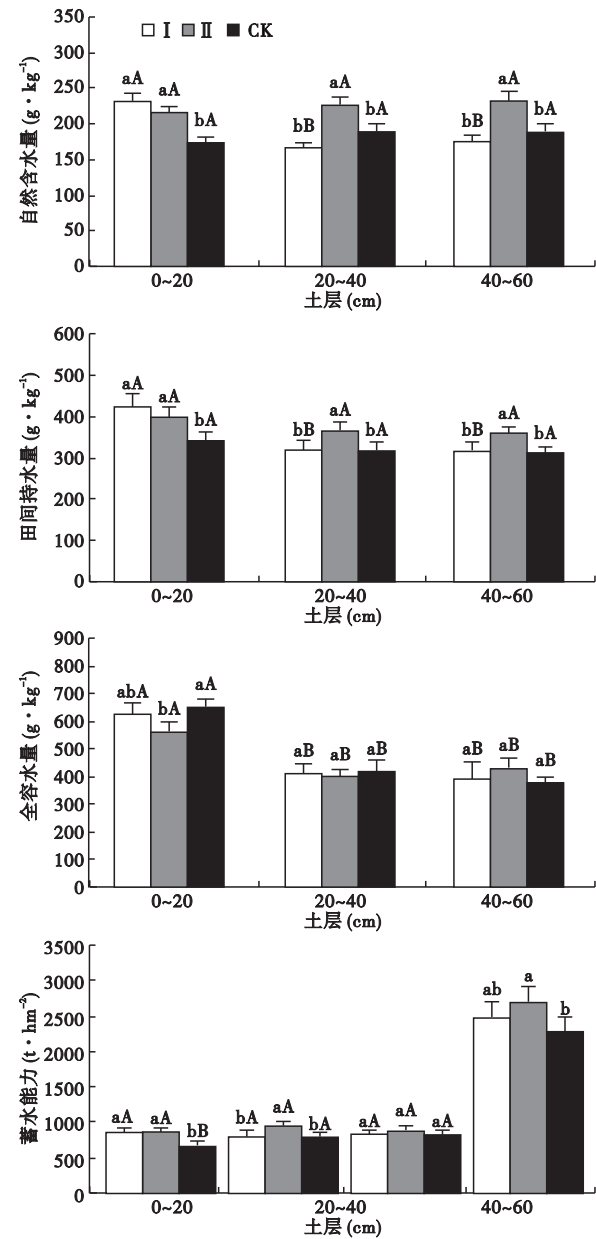 350
300
250
200
150
100
50
0
自然含水量 (g·kg⁻¹)
Ⅰ Ⅱ CK
aA aA bA
bB aA bA
bB aA bA
0~20 20~40 40~60
土层 (cm)
600
500
400
300
200
100
0
田间持水量 (g·kg⁻¹)
aA aA bA
bB aA bA
bB aA bA
0~20 20~40 40~60
土层 (cm)
900
800
700
600
500
400
300
200
100
0
全容水量 (g·kg⁻¹)
abA bA aA
aB aB aB
aB aB aB
0~20 20~40 40~60
土层 (cm)
3500
3000
2500
2000
1500
1000
500
0
蓄水能力 (t·hm⁻²)
aA aA bB
bA aA bA
aA aA aA
ab a b
0~20 20~40 40~60
土层 (cm)